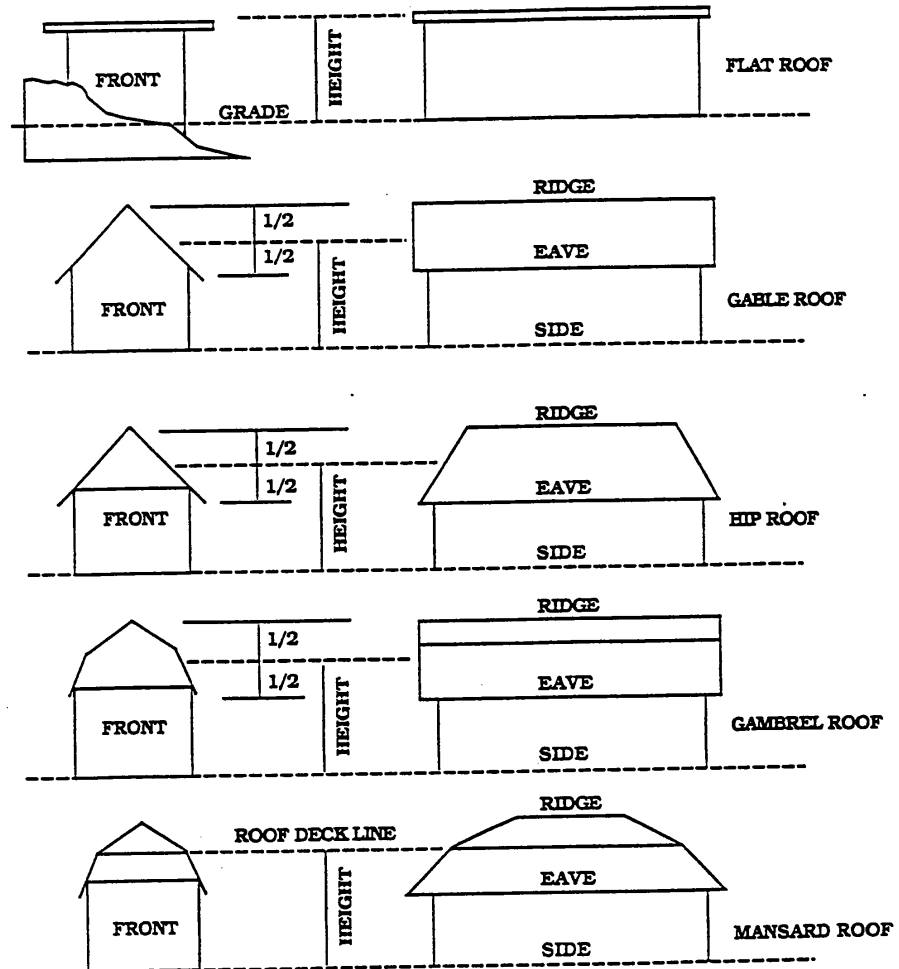 FRONT
HEIGHT
FLAT ROOF
GRADE
RIDGE
1/2
1/2
EAVE
HEIGHT
FRONT
GABLE ROOF
SIDE
RIDGE
1/2
1/2
EAVE
HEIGHT
FRONT
HIP ROOF
SIDE
RIDGE
1/2
1/2
EAVE
HEIGHT
FRONT
GAMBREL ROOF
SIDE
RIDGE
ROOF DECK LINE
EAVE
HEIGHT
FRONT
MANSARD ROOF
SIDE